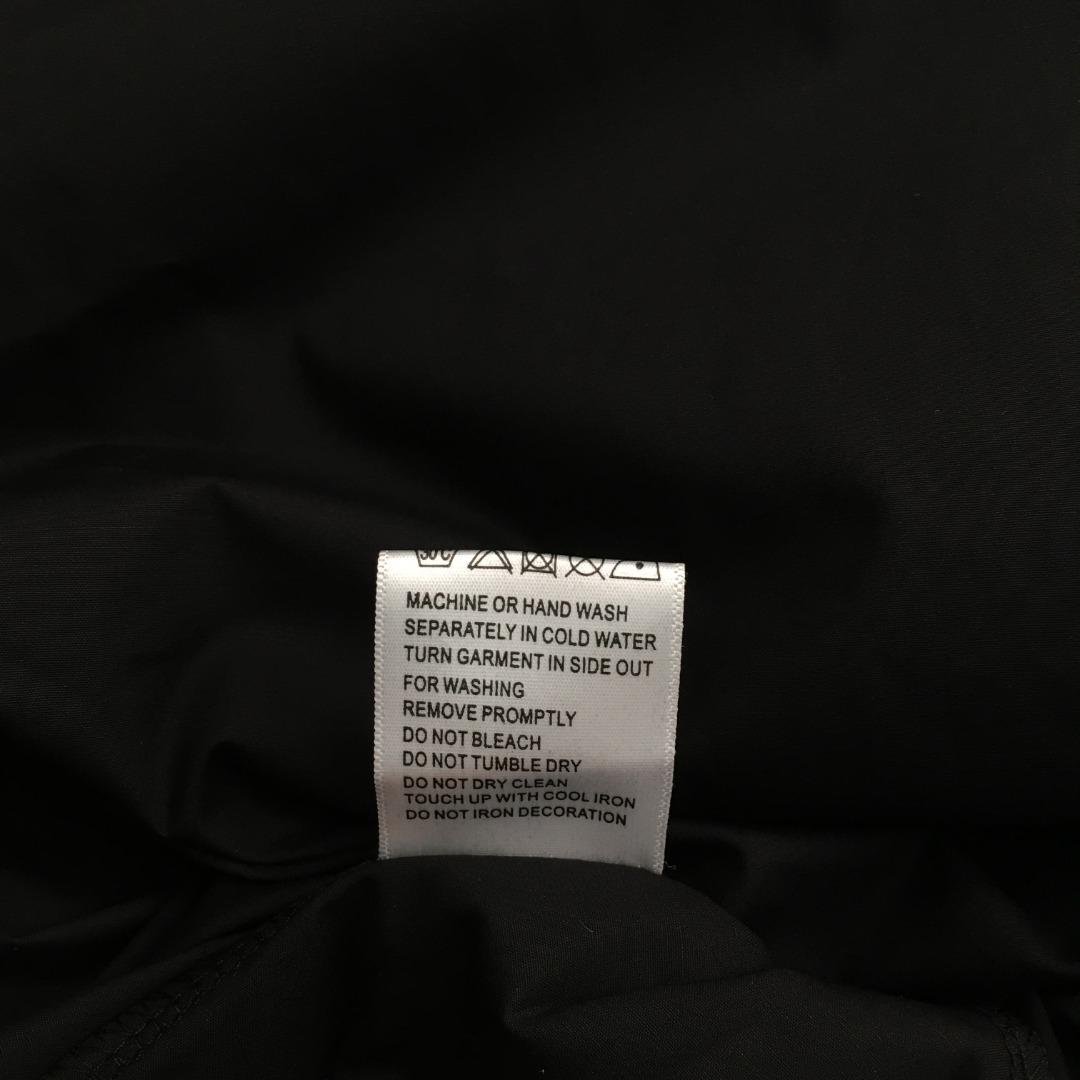 30°C
MACHINE OR HAND WASH
SEPARATELY IN COLD WATER
TURN GARMENT IN SIDE OUT
FOR WASHING
REMOVE PROMPTLY
DO NOT BLEACH
DO NOT TUMBLE DRY
DO NOT DRY CLEAN
TOUCH UP WITH COOL IRON
DO NOT IRON DECORATION